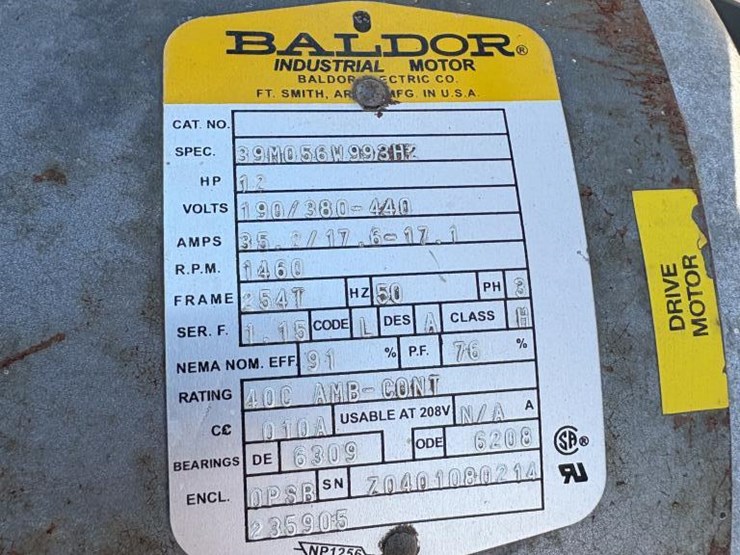 BALDOR®
INDUSTRIAL MOTOR
BALDOR ELECTRIC CO.
FT. SMITH, AR MFG. IN U.S.A.
CAT. NO.
SPEC. 39M056W993H2
HP 12
VOLTS 190/380-440
AMPS 35.2/17.6-17.1
R.P.M. 1460
FRAME 254T HZ 50 PH 3
SER. F. 1.15 CODE L DES A CLASS H
NEMA NOM. EFF. 91 % P.F. 76 %
RATING 40C AMB-CONT
CC 010A USABLE AT 208V N/A A
BEARINGS DE 6309 ODE 6208
ENCL. OPSB SN Z0401080214
235905
NP1256
SA®
DRIVE
MOTOR